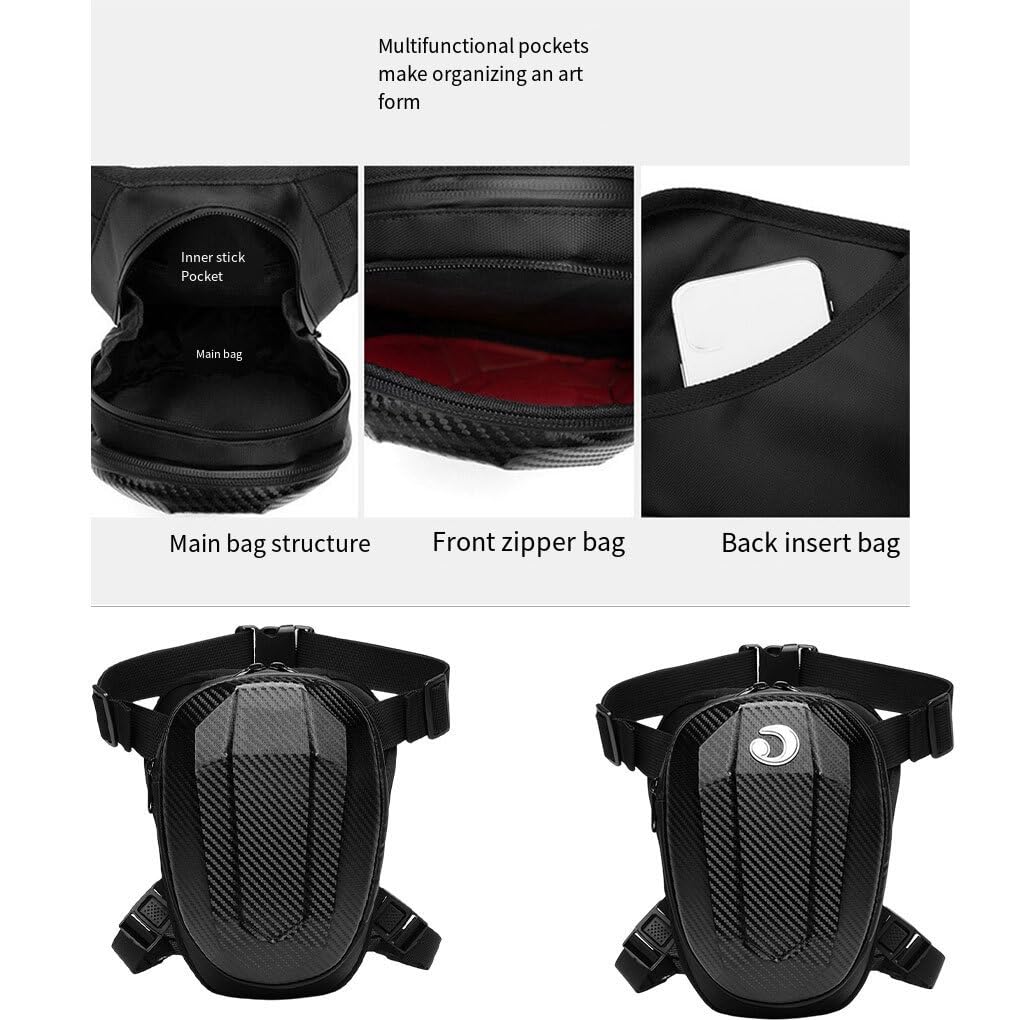 Multifunctional pockets
make organizing an art
form
Inner stick
Pocket
Main bag
Main bag structure
Front zipper bag
Back insert bag